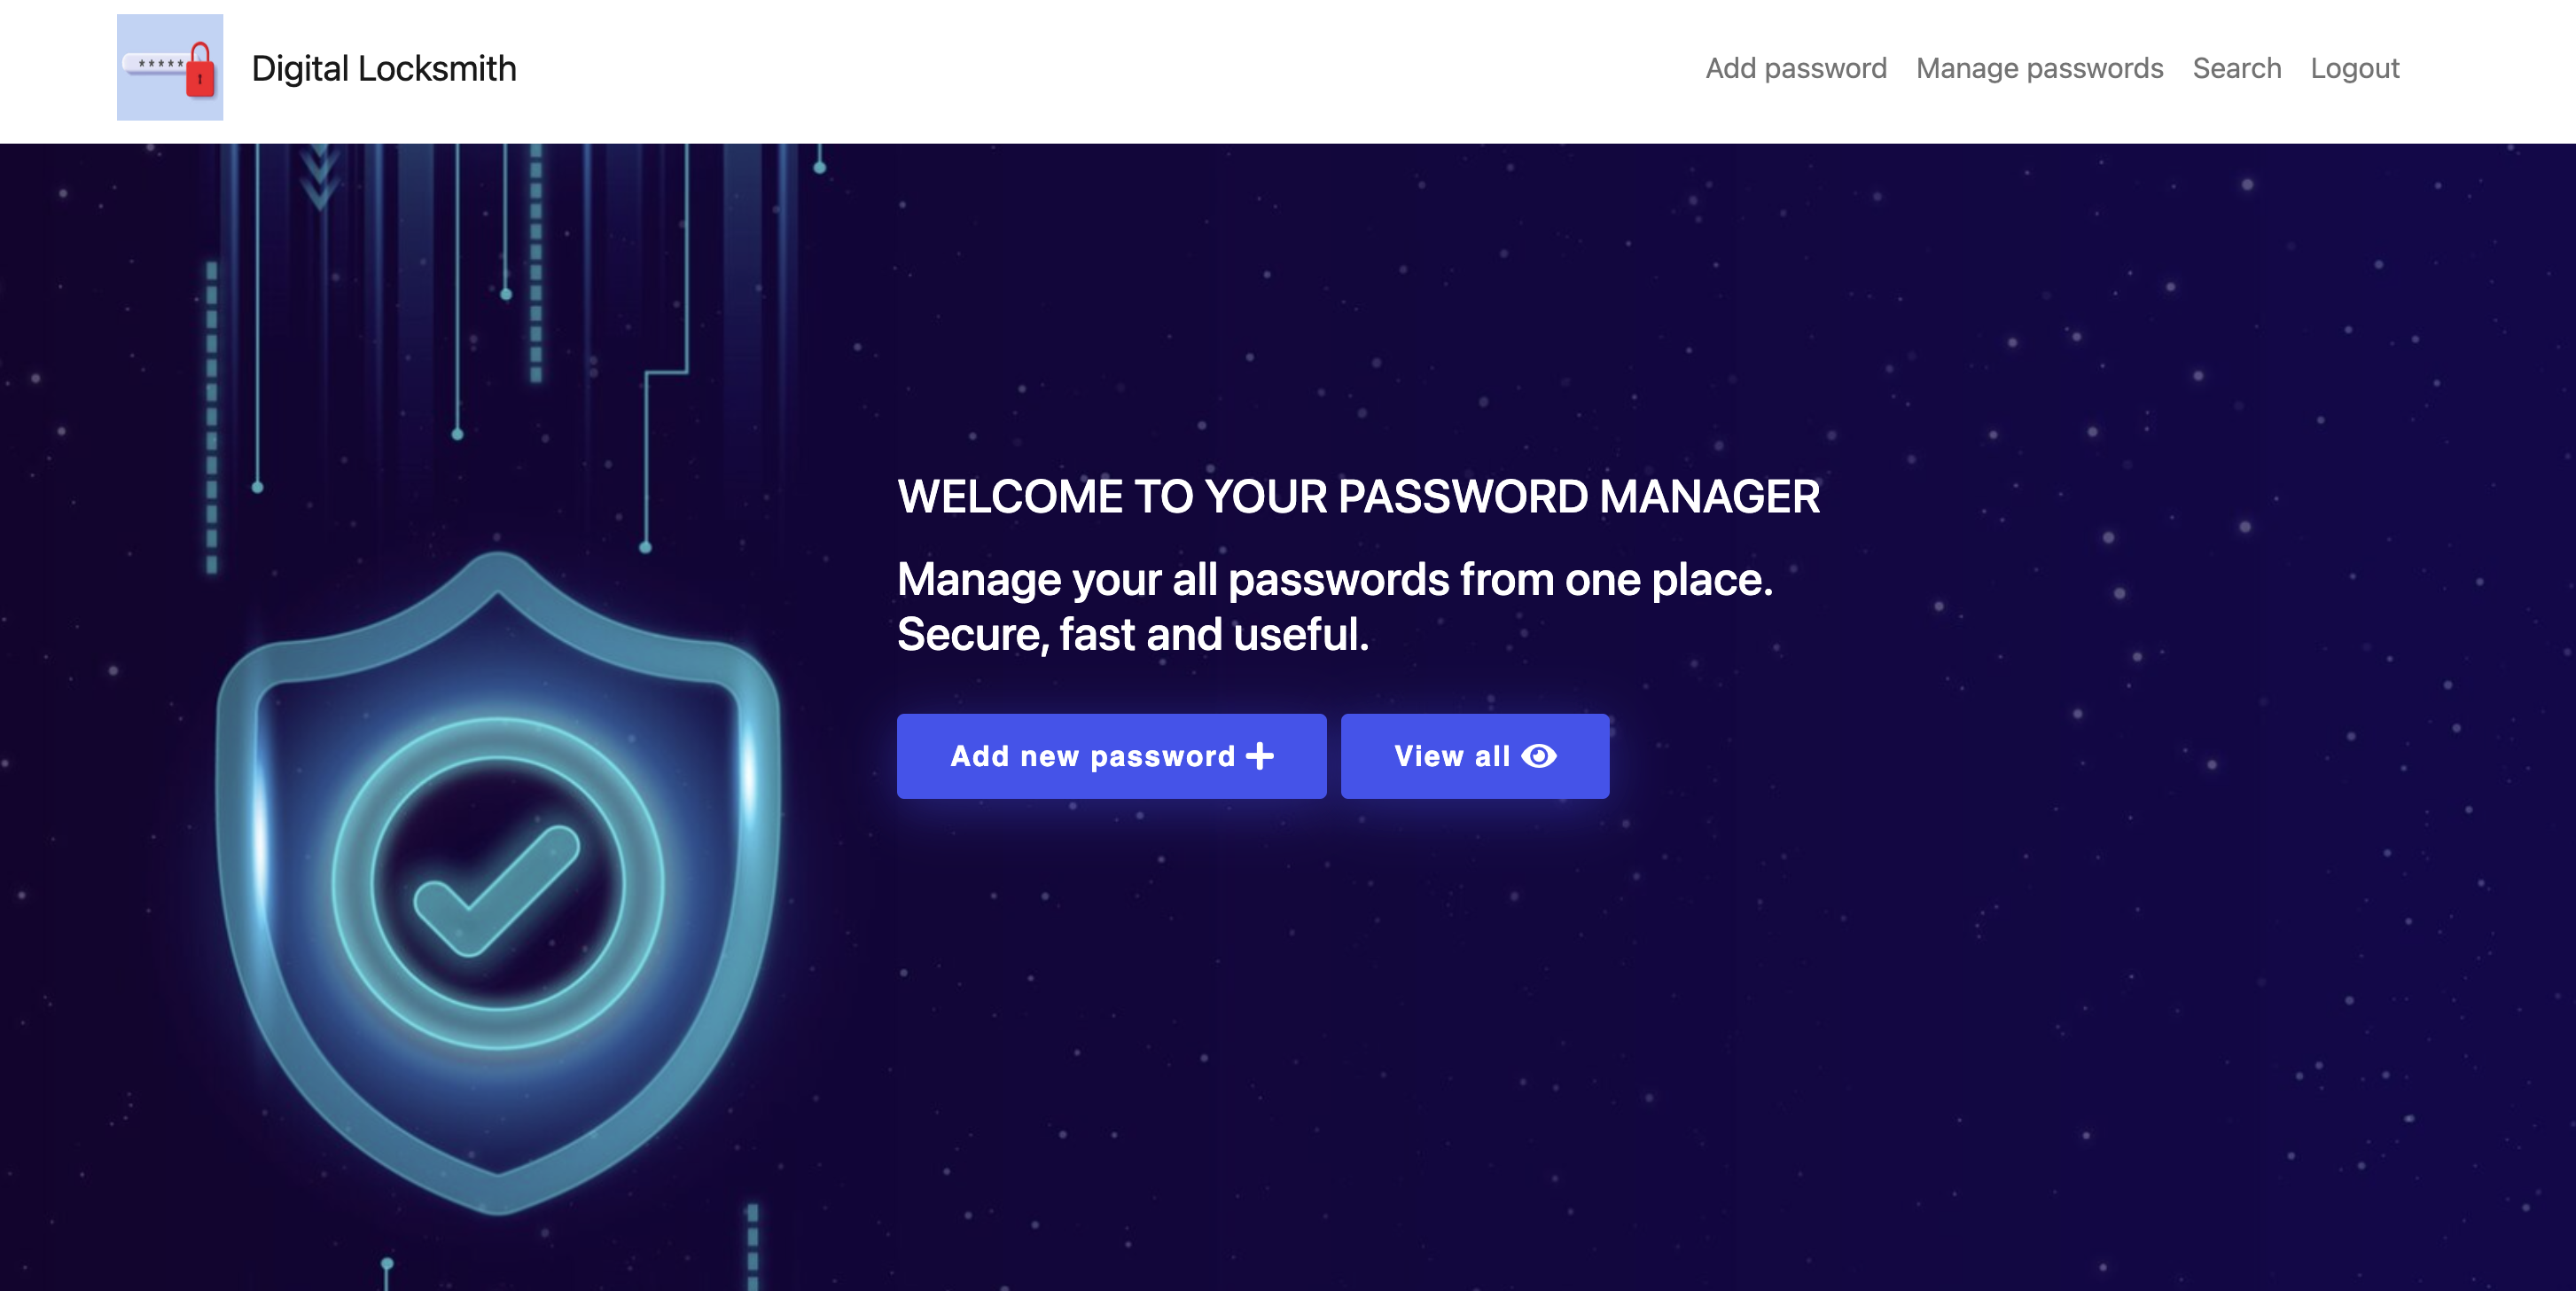 *****
Digital Locksmith
Add password
Manage passwords
Search
Logout
WELCOME TO YOUR PASSWORD MANAGER
Manage your all passwords from one place.
Secure, fast and useful.
Add new password
View all